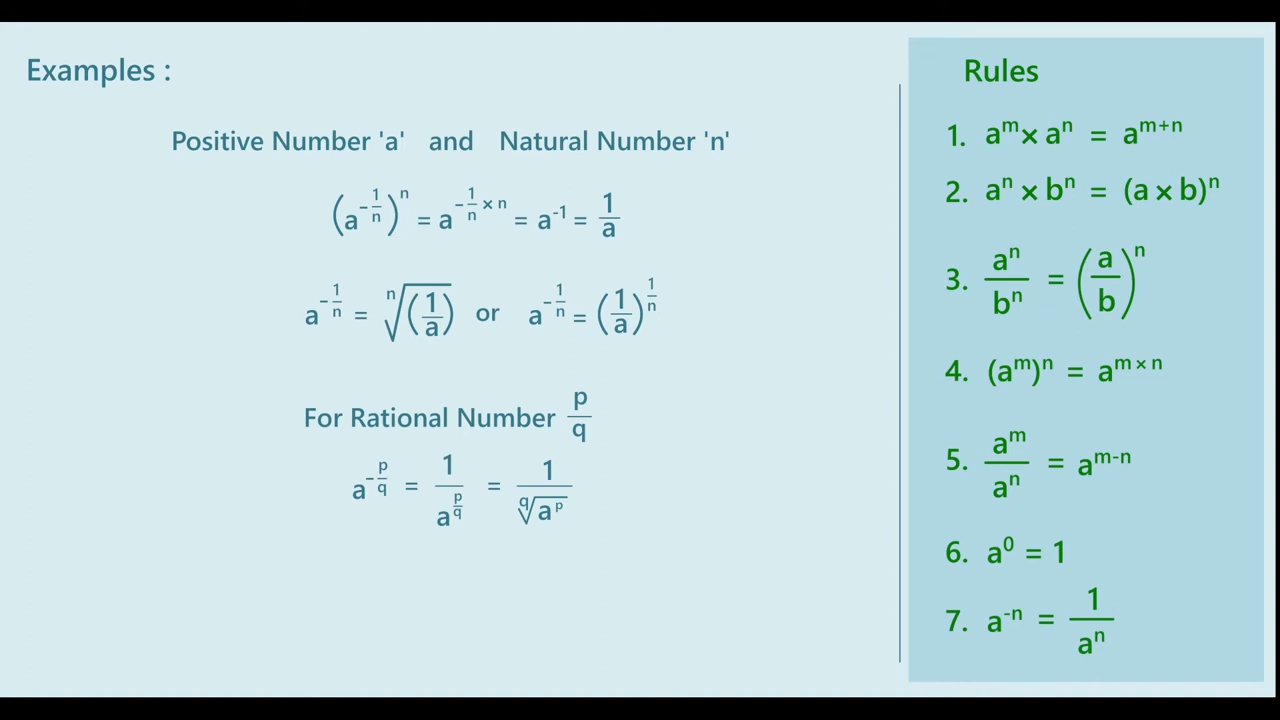 Examples :
Positive Number 'a' and Natural Number 'n'
(a^(-1/n))^n = a^(-1/n × n) = a^-1 = 1/a
a^(-1/n) = ⁿ√(1/a) or a^(-1/n) = (1/a)^(1/n)
For Rational Number p/q
a^(-p/q) = 1/a^(p/q) = 1/(q√a^p)
Rules
1. a^m × a^n = a^(m+n)
2. a^n × b^n = (a × b)^n
3. a^n/b^n = (a/b)^n
4. (a^m)^n = a^(m × n)
5. a^m/a^n = a^(m-n)
6. a^0 = 1
7. a^-n = 1/a^n